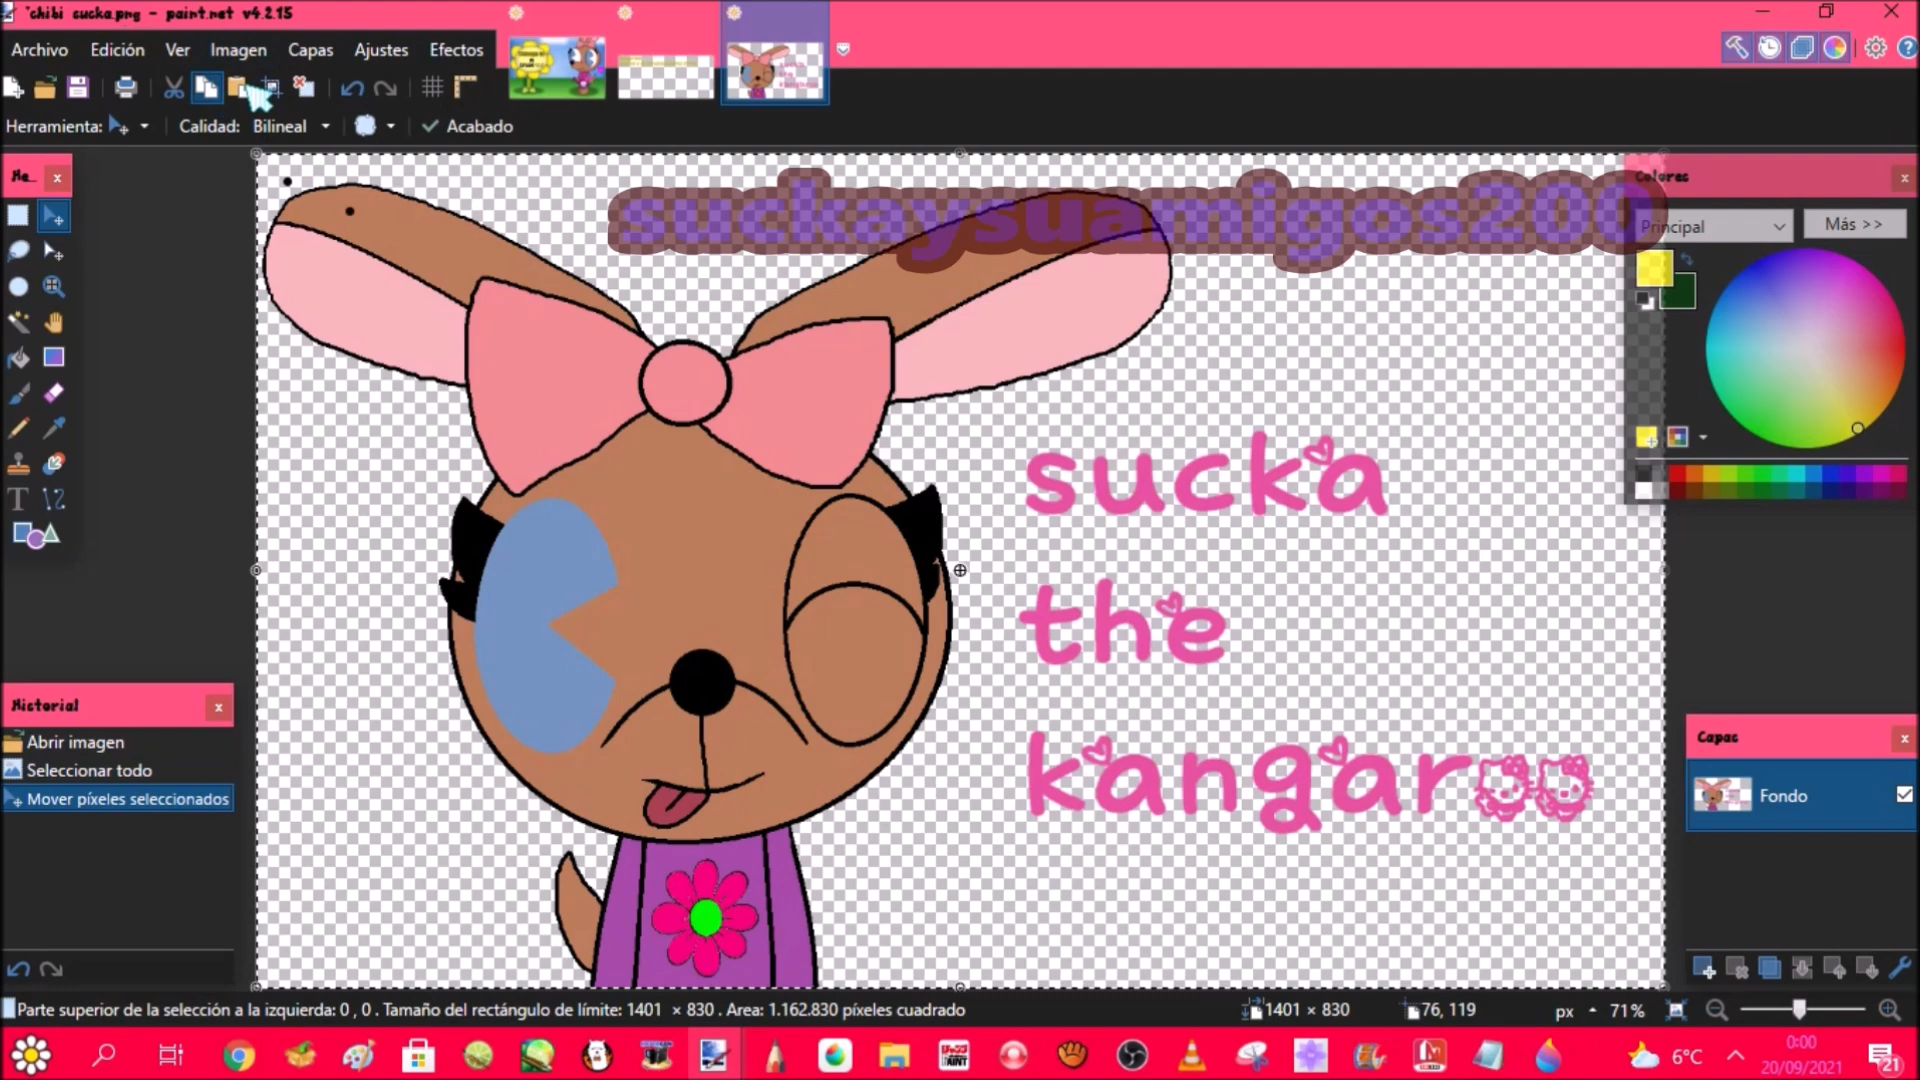 *chibi sucka.png - paint.net v4.2.15
Archivo Edición Ver Imagen Capas Ajustes Efectos
Herramienta: Calidad: Bilineal Acabado
He...
suckaysuamigos200
Colores
Principal Más >>
sucka
the
kangaroo
Historial
Abrir imagen
Seleccionar todo
Mover píxeles seleccionados
Capas
Fondo
Parte superior de la selección a la izquierda: 0 , 0 . Tamaño del rectángulo de límite: 1401 × 830 . Area: 1.162.830 píxeles cuadrado
1401 × 830 76, 119 px 71%
6°C 0:00
20/09/2021 21